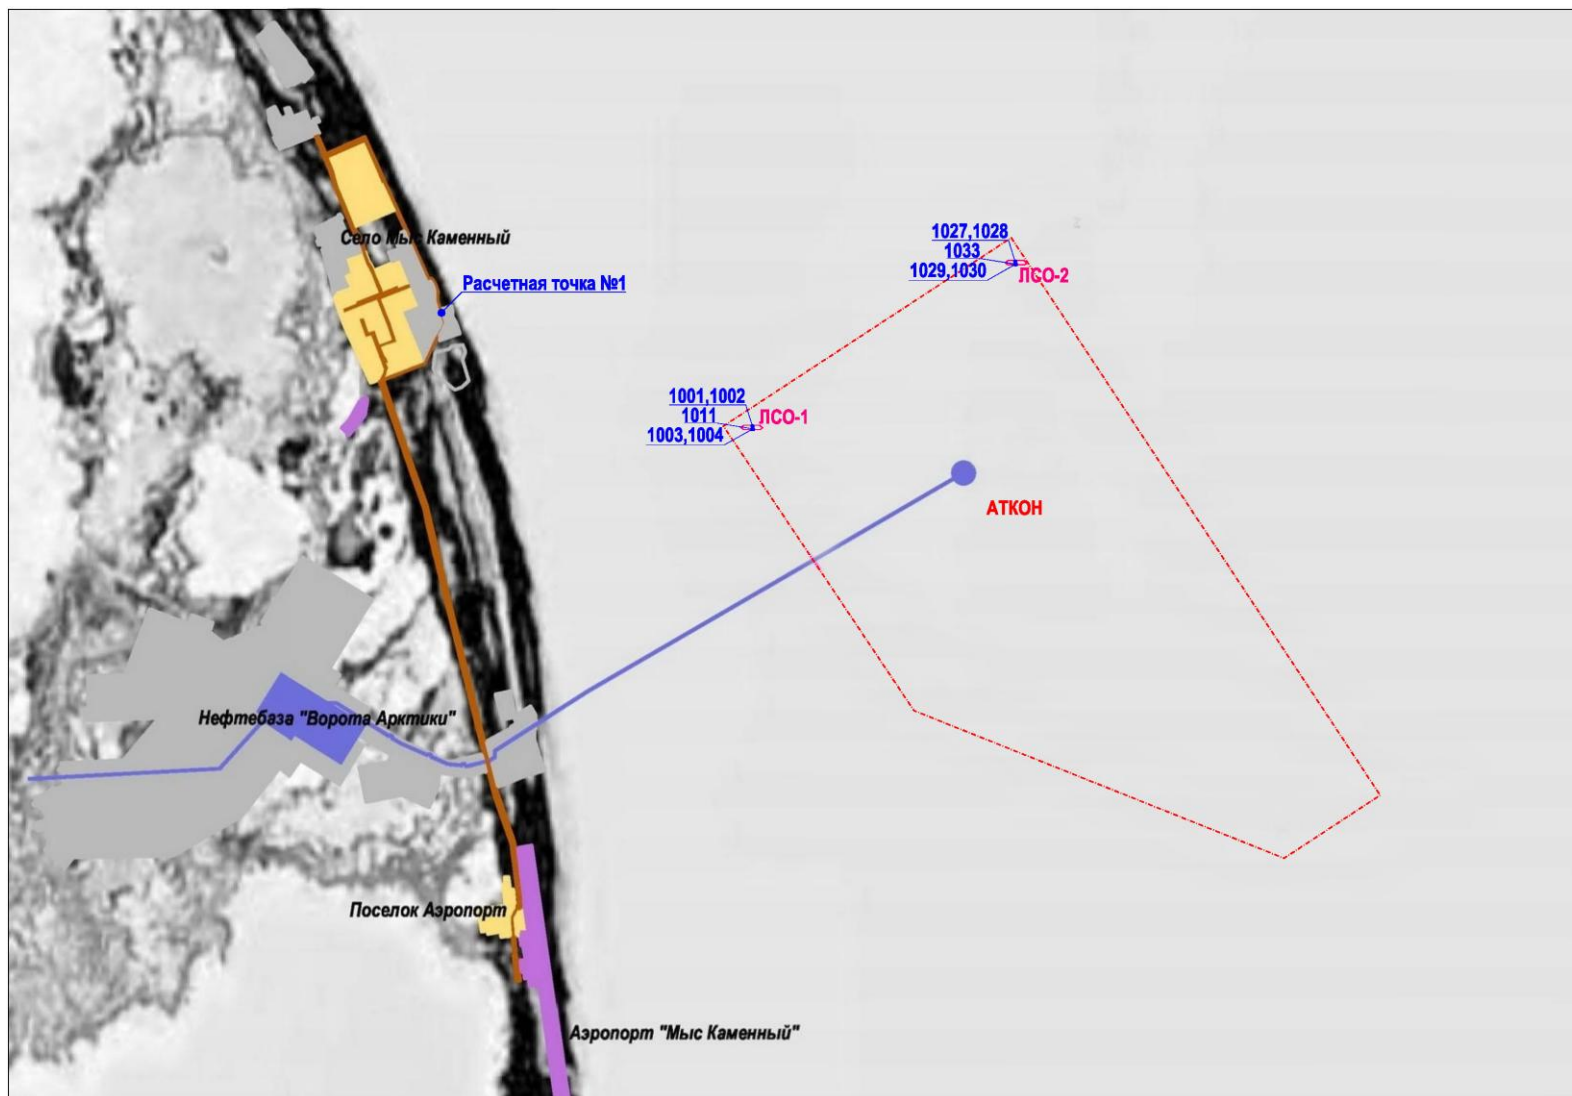 Село Мыс Каменный
1027,1028
1033
1029,1030
ЛСО-2
Расчетная точка №1
1001,1002
1011
1003,1004
ЛСО-1
АТКОН
Нефтебаза "Ворота Арктики"
Поселок Аэропорт
Аэропорт "Мыс Каменный"